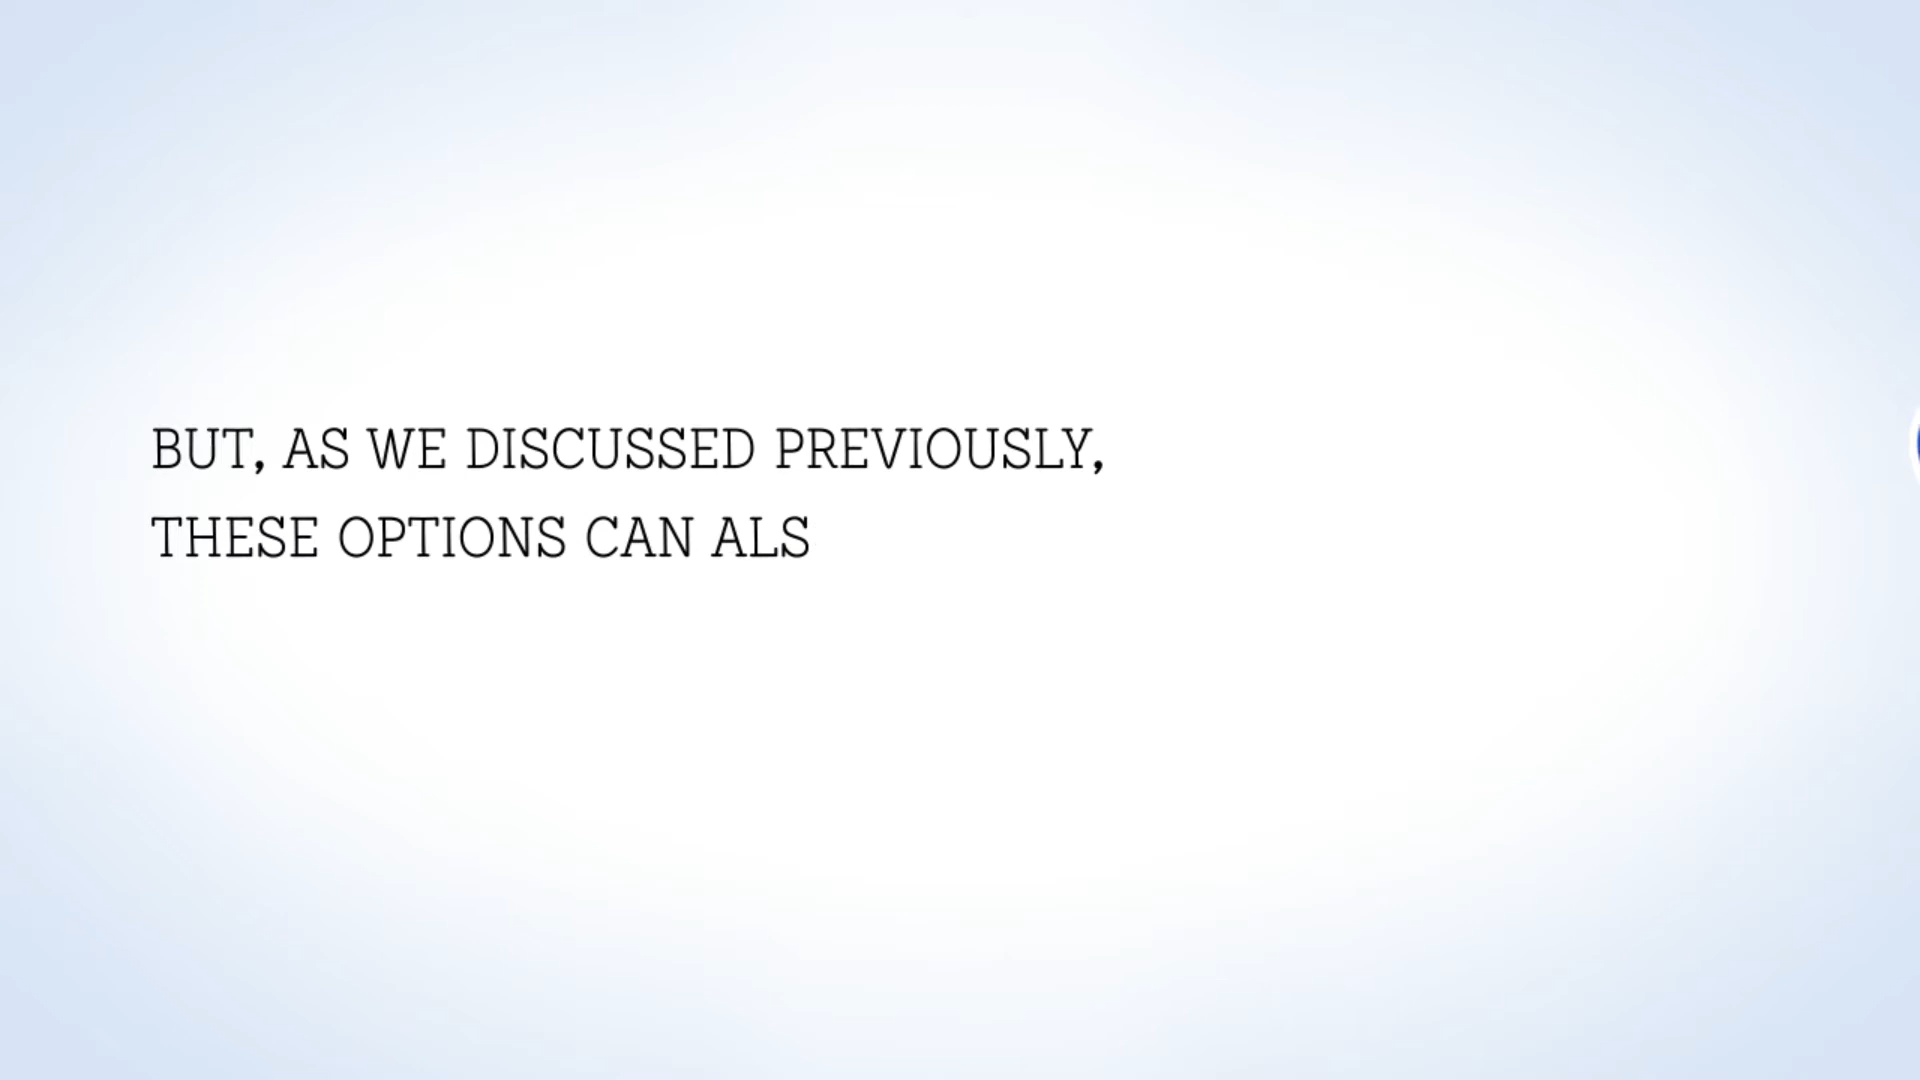 BUT, AS WE DISCUSSED PREVIOUSLY,
THESE OPTIONS CAN ALS